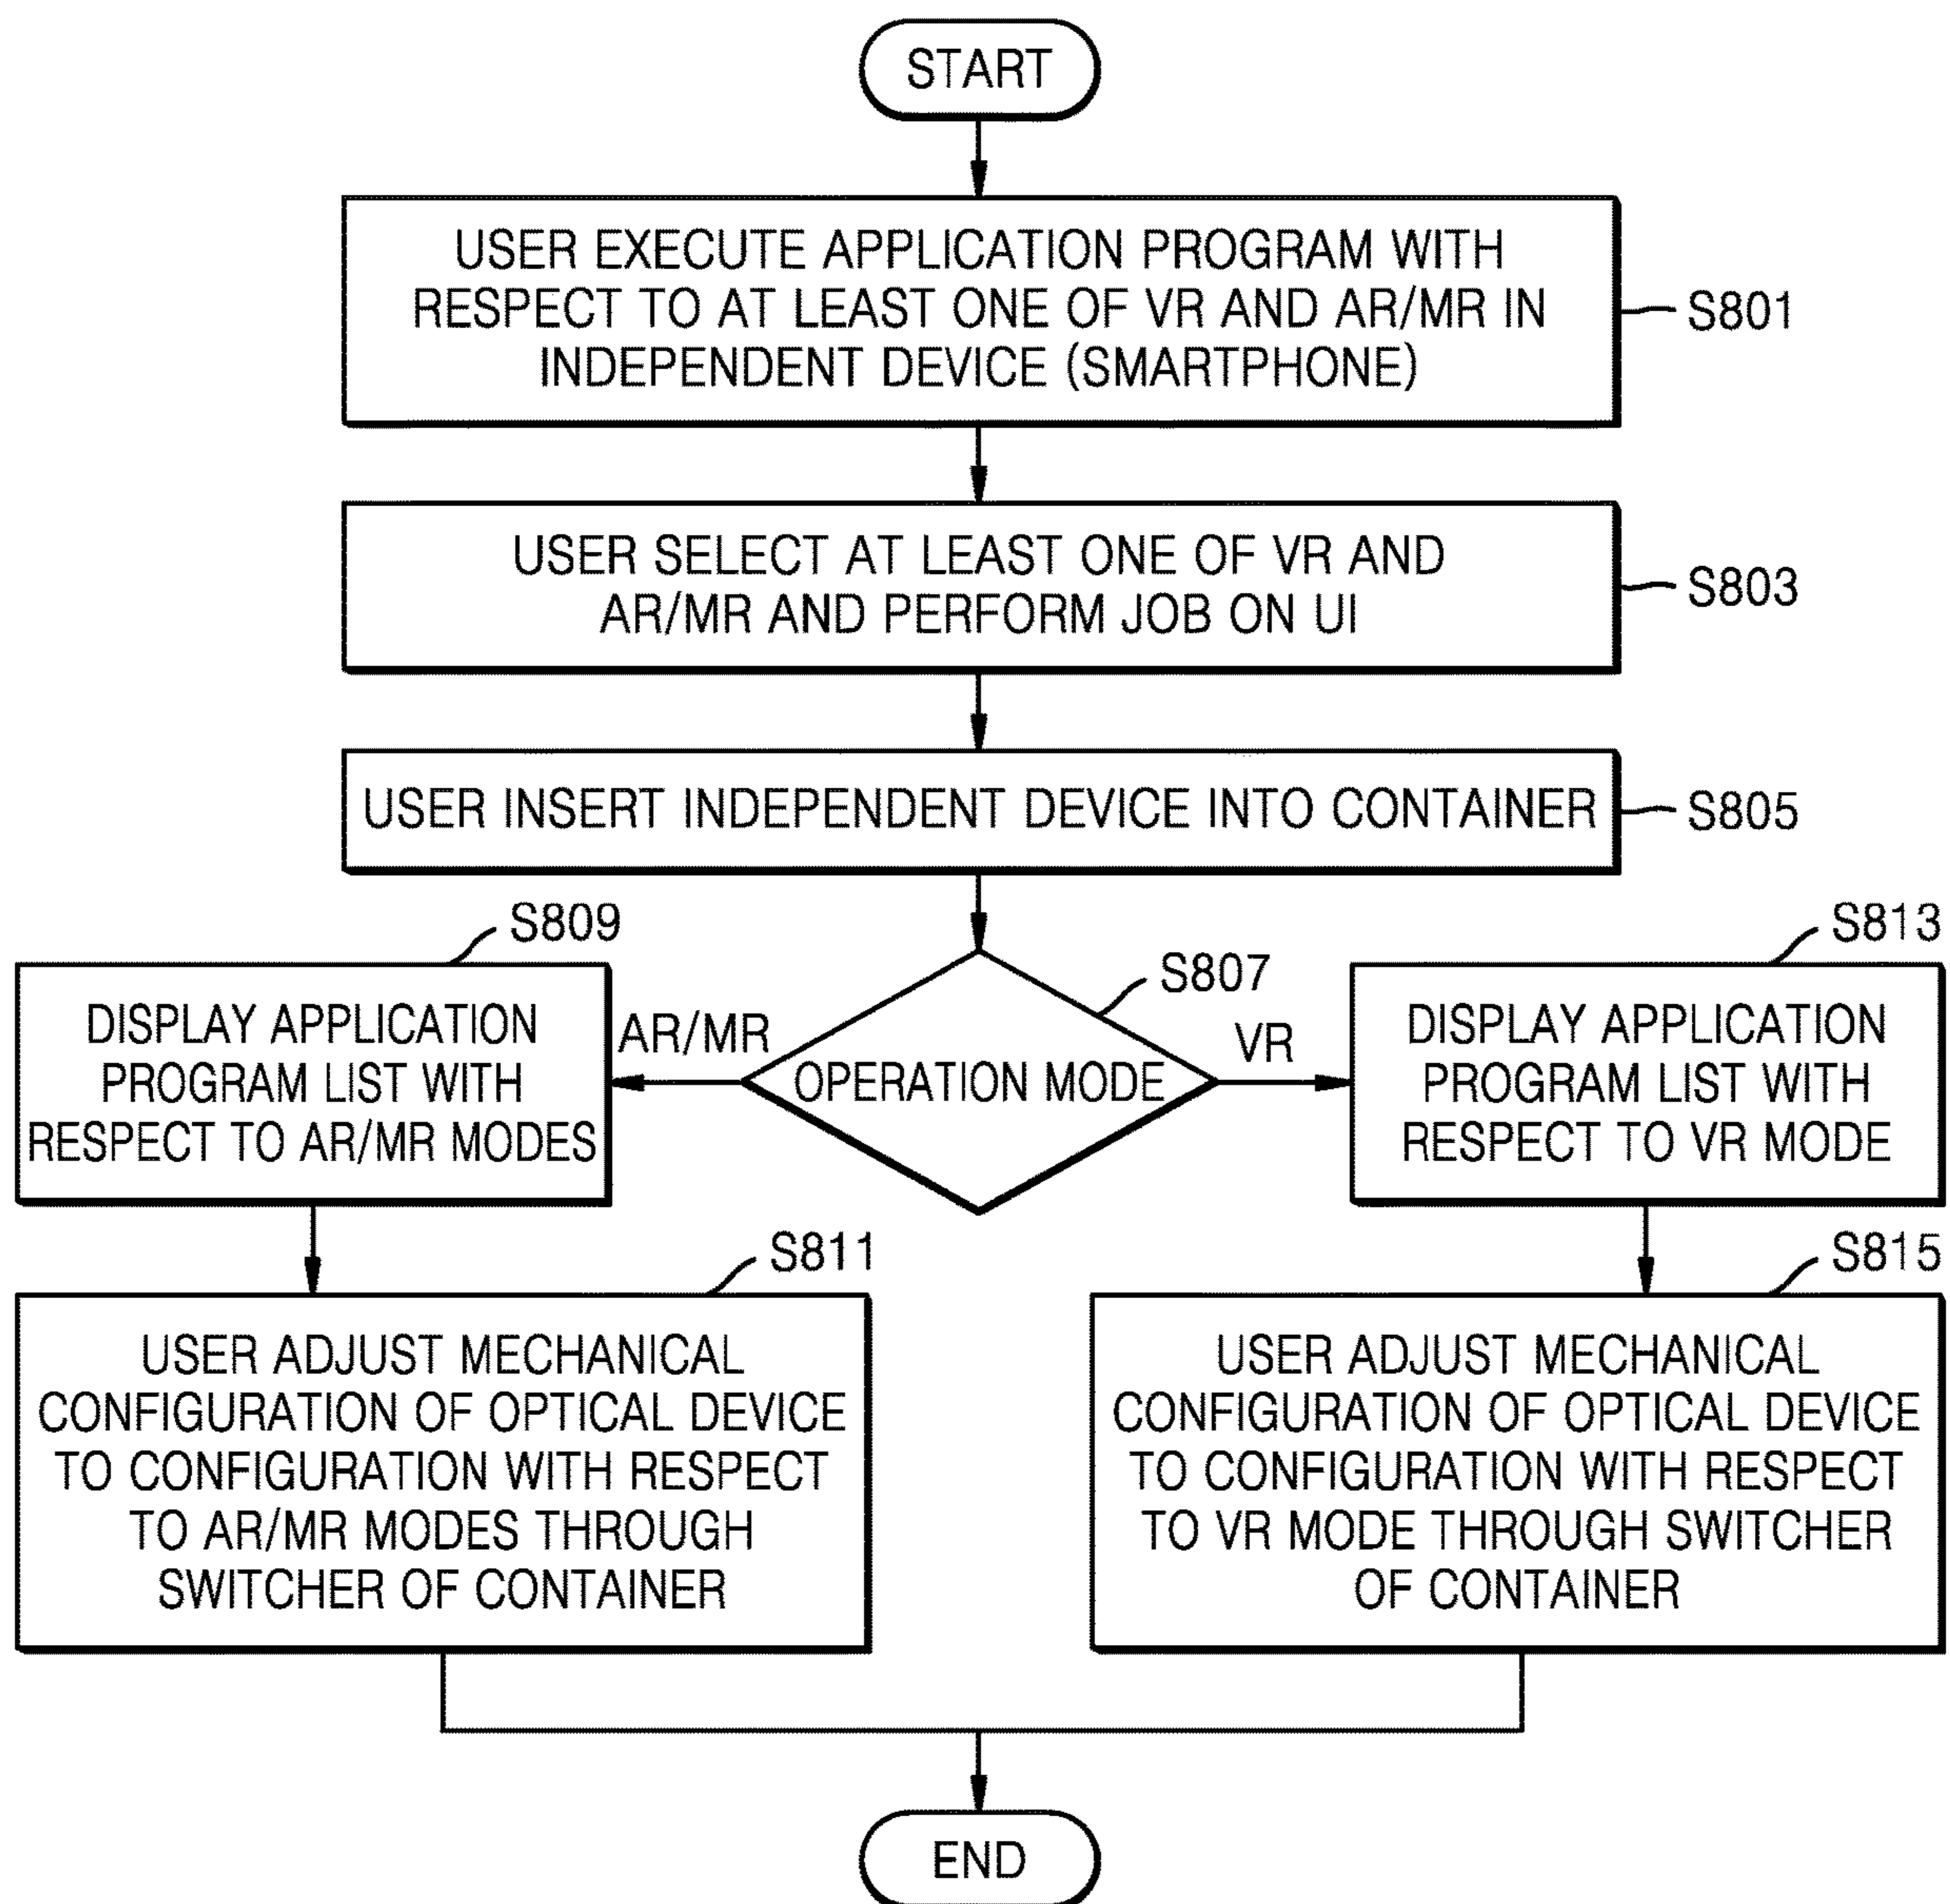 START
USER EXECUTE APPLICATION PROGRAM WITH
RESPECT TO AT LEAST ONE OF VR AND AR/MR IN
INDEPENDENT DEVICE (SMARTPHONE)
S801
USER SELECT AT LEAST ONE OF VR AND
AR/MR AND PERFORM JOB ON UI
S803
USER INSERT INDEPENDENT DEVICE INTO CONTAINER
S805
S807
OPERATION MODE
AR/MR
VR
S809
DISPLAY APPLICATION
PROGRAM LIST WITH
RESPECT TO AR/MR MODES
S813
DISPLAY APPLICATION
PROGRAM LIST WITH
RESPECT TO VR MODE
S811
USER ADJUST MECHANICAL
CONFIGURATION OF OPTICAL DEVICE
TO CONFIGURATION WITH RESPECT
TO AR/MR MODES THROUGH
SWITCHER OF CONTAINER
S815
USER ADJUST MECHANICAL
CONFIGURATION OF OPTICAL DEVICE
TO CONFIGURATION WITH RESPECT
TO VR MODE THROUGH SWITCHER
OF CONTAINER
END